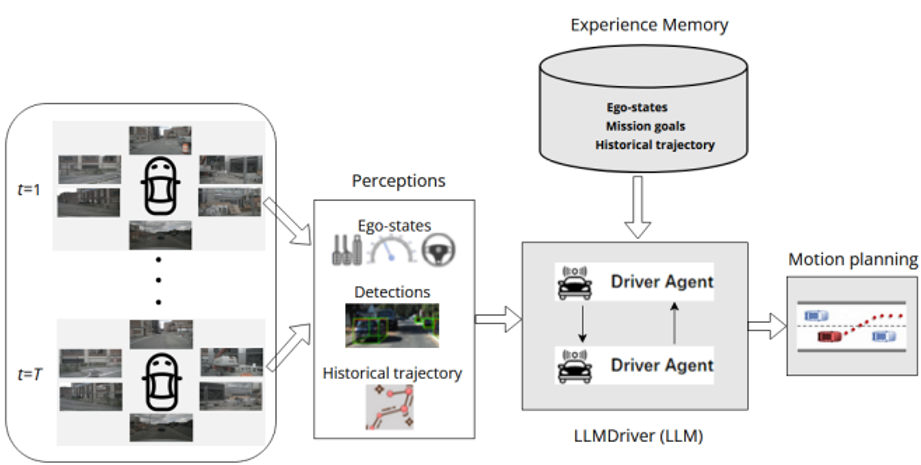 Experience Memory
Ego-states
Mission goals
Historical trajectory
t=1
t=T
Perceptions
Ego-states
Detections
Historical trajectory
Driver Agent
Driver Agent
LLMDriver (LLM)
Motion planning